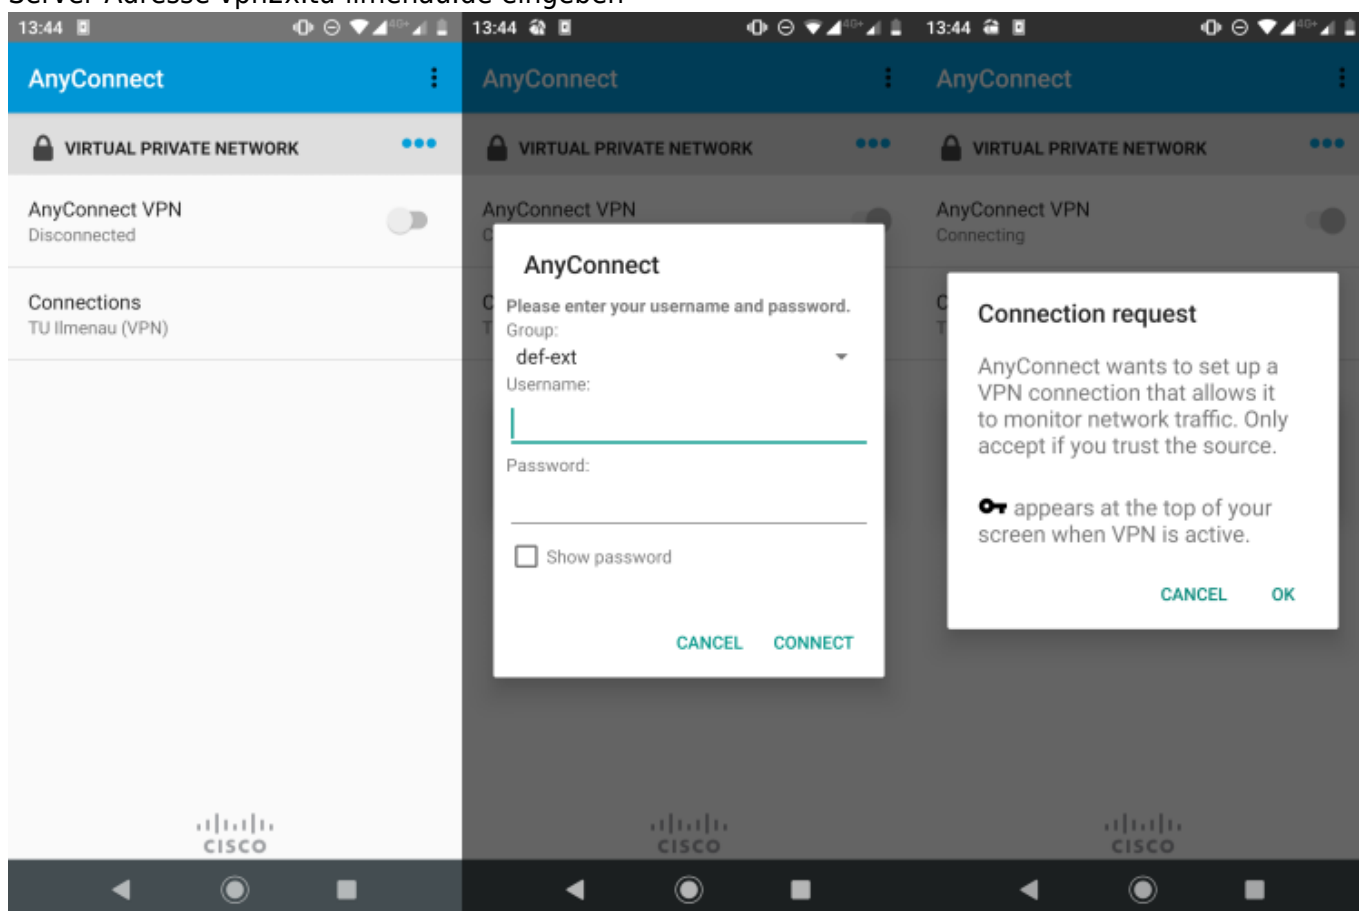 13:44
AnyConnect
VIRTUAL PRIVATE NETWORK
AnyConnect VPN
Disconnected
Connections
TU Ilmenau (VPN)
CISCO
13:44
AnyConnect
VIRTUAL PRIVATE NETWORK
AnyConnect VPN
AnyConnect
Please enter your username and password.
Group:
def-ext
Username:
Password:
Show password
CANCEL CONNECT
CISCO
13:44
AnyConnect
VIRTUAL PRIVATE NETWORK
AnyConnect VPN
Connecting
Connection request
AnyConnect wants to set up a
VPN connection that allows it
to monitor network traffic. Only
accept if you trust the source.
appears at the top of your
screen when VPN is active.
CANCEL OK
CISCO